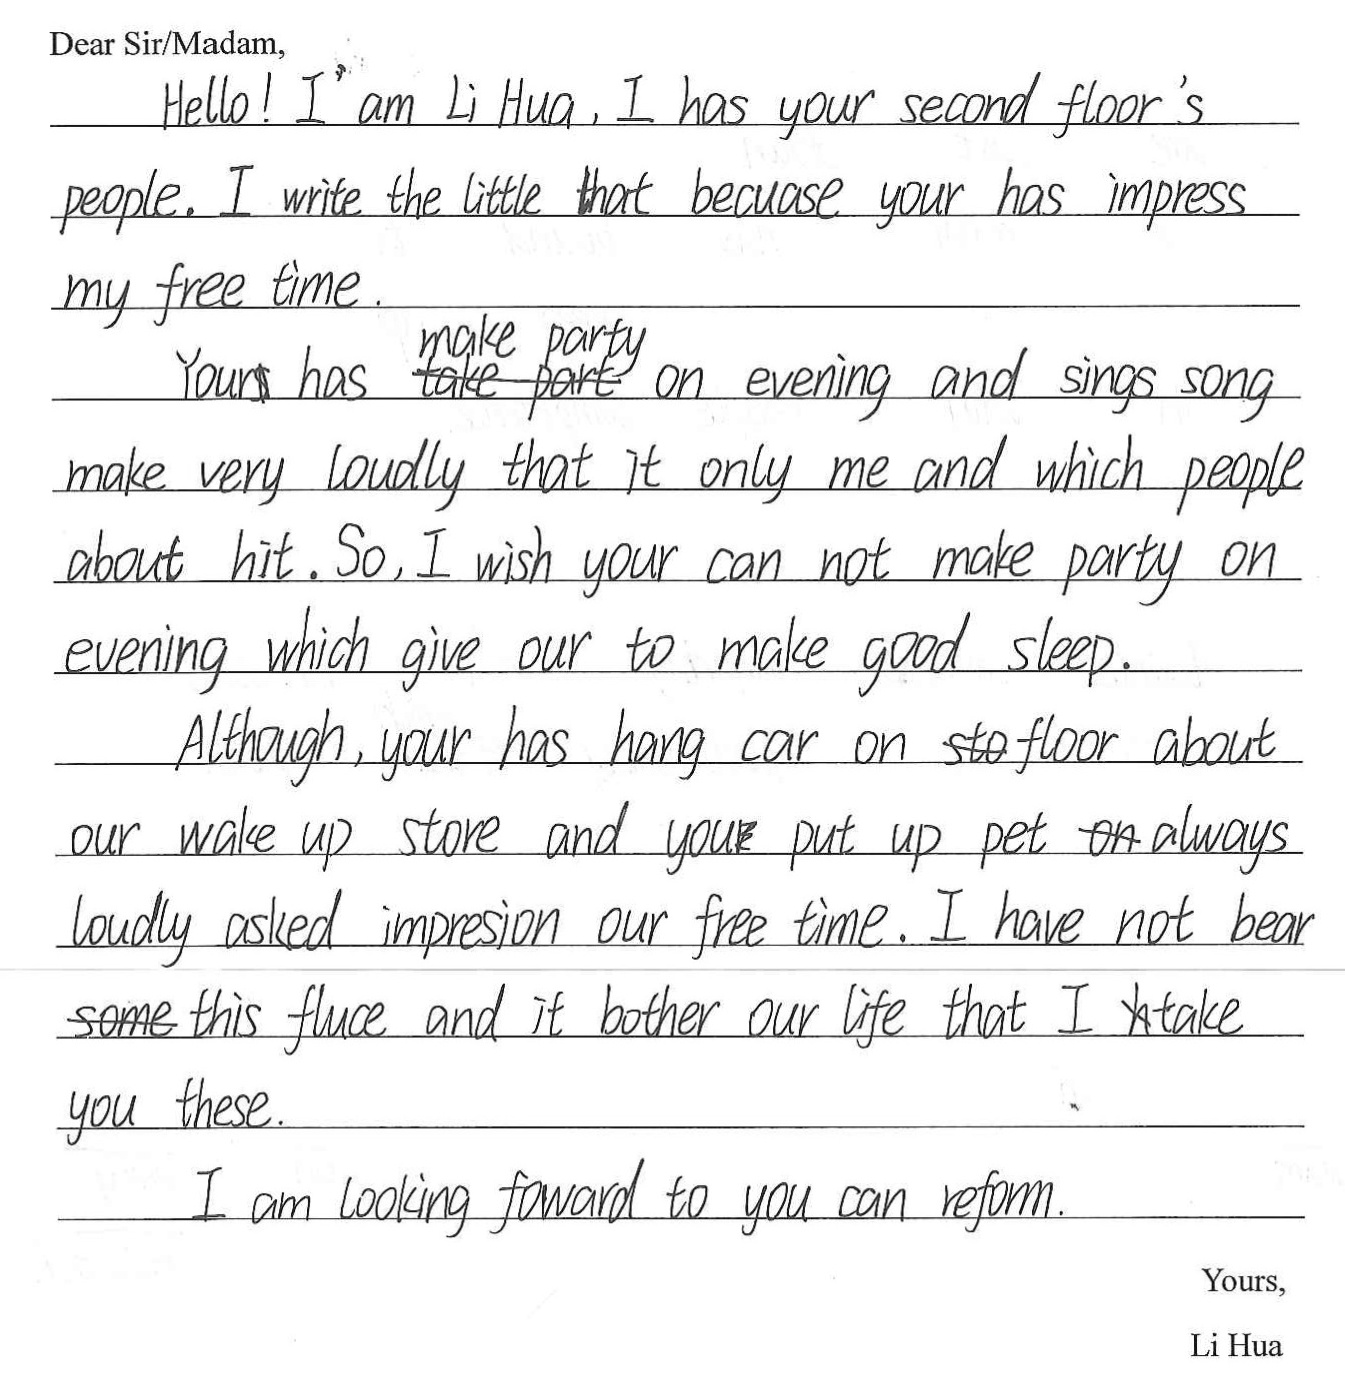 Dear Sir/Madam,
Hello! I' am Li Hua, I has your second floor's
people. I write the little that becuase your has impress
my free time.
Yours has make party on evening and sings song
make very loudly that it only me and which people
about hit. So, I wish your can not make party on
evening which give our to make good sleep.
Although, your has hang car on floor about
our wake up store and your put up pet always
loudly asked impresion our free time. I have not bear
this fluce and it bother our life that I take
you these.
I am looking foward to you can reform.
Yours,
Li Hua